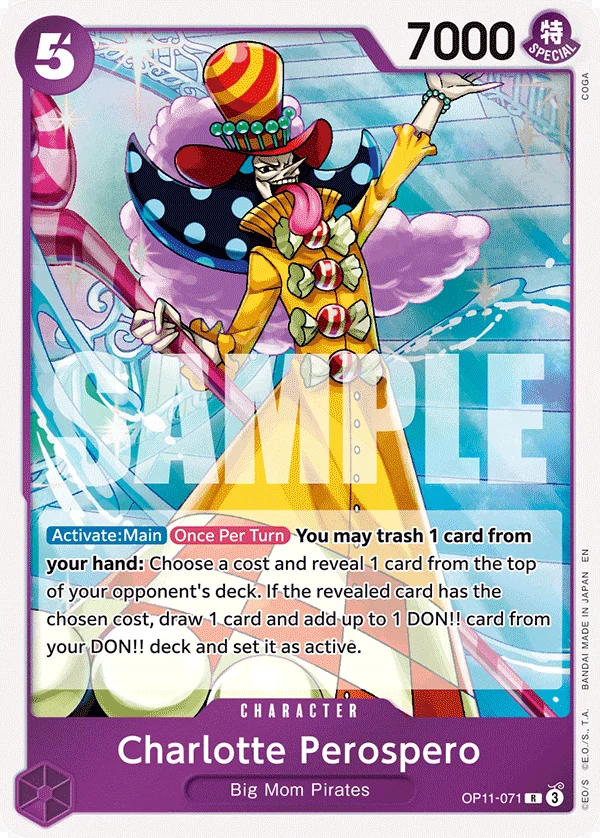 5
7000
特
SPECIAL
COGA
SAMPLE
Activate:Main Once Per Turn You may trash 1 card from
your hand: Choose a cost and reveal 1 card from the top
of your opponent's deck. If the revealed card has the
chosen cost, draw 1 card and add up to 1 DON!! card from
your DON!! deck and set it as active.
CHARACTER
Charlotte Perospero
Big Mom Pirates
OP11-071 R 3
©EO/S ©E.O./S., T.A. BANDAI MADE IN JAPAN EN